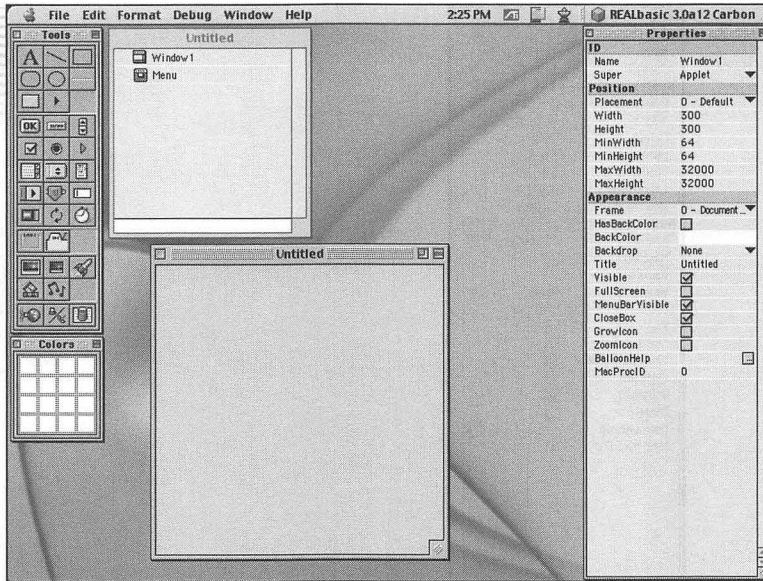 File Edit Format Debug Window Help 2:25 PM REALbasic 3.0a12 Carbon
Tools
A
OK
Colors
Untitled
Window1
Menu
Untitled
Properties
ID
Name Window1
Super Applet
Position
Placement 0 - Default
Width 300
Height 300
MinWidth 64
MinHeight 64
MaxWidth 32000
MaxHeight 32000
Appearance
Frame 0 - Document...
HasBackColor
BackColor
Backdrop None
Title Untitled
Visible
FullScreen
MenuBarVisible
CloseBox
GrowIcon
ZoomIcon
BalloonHelp ...
MacProcID 0